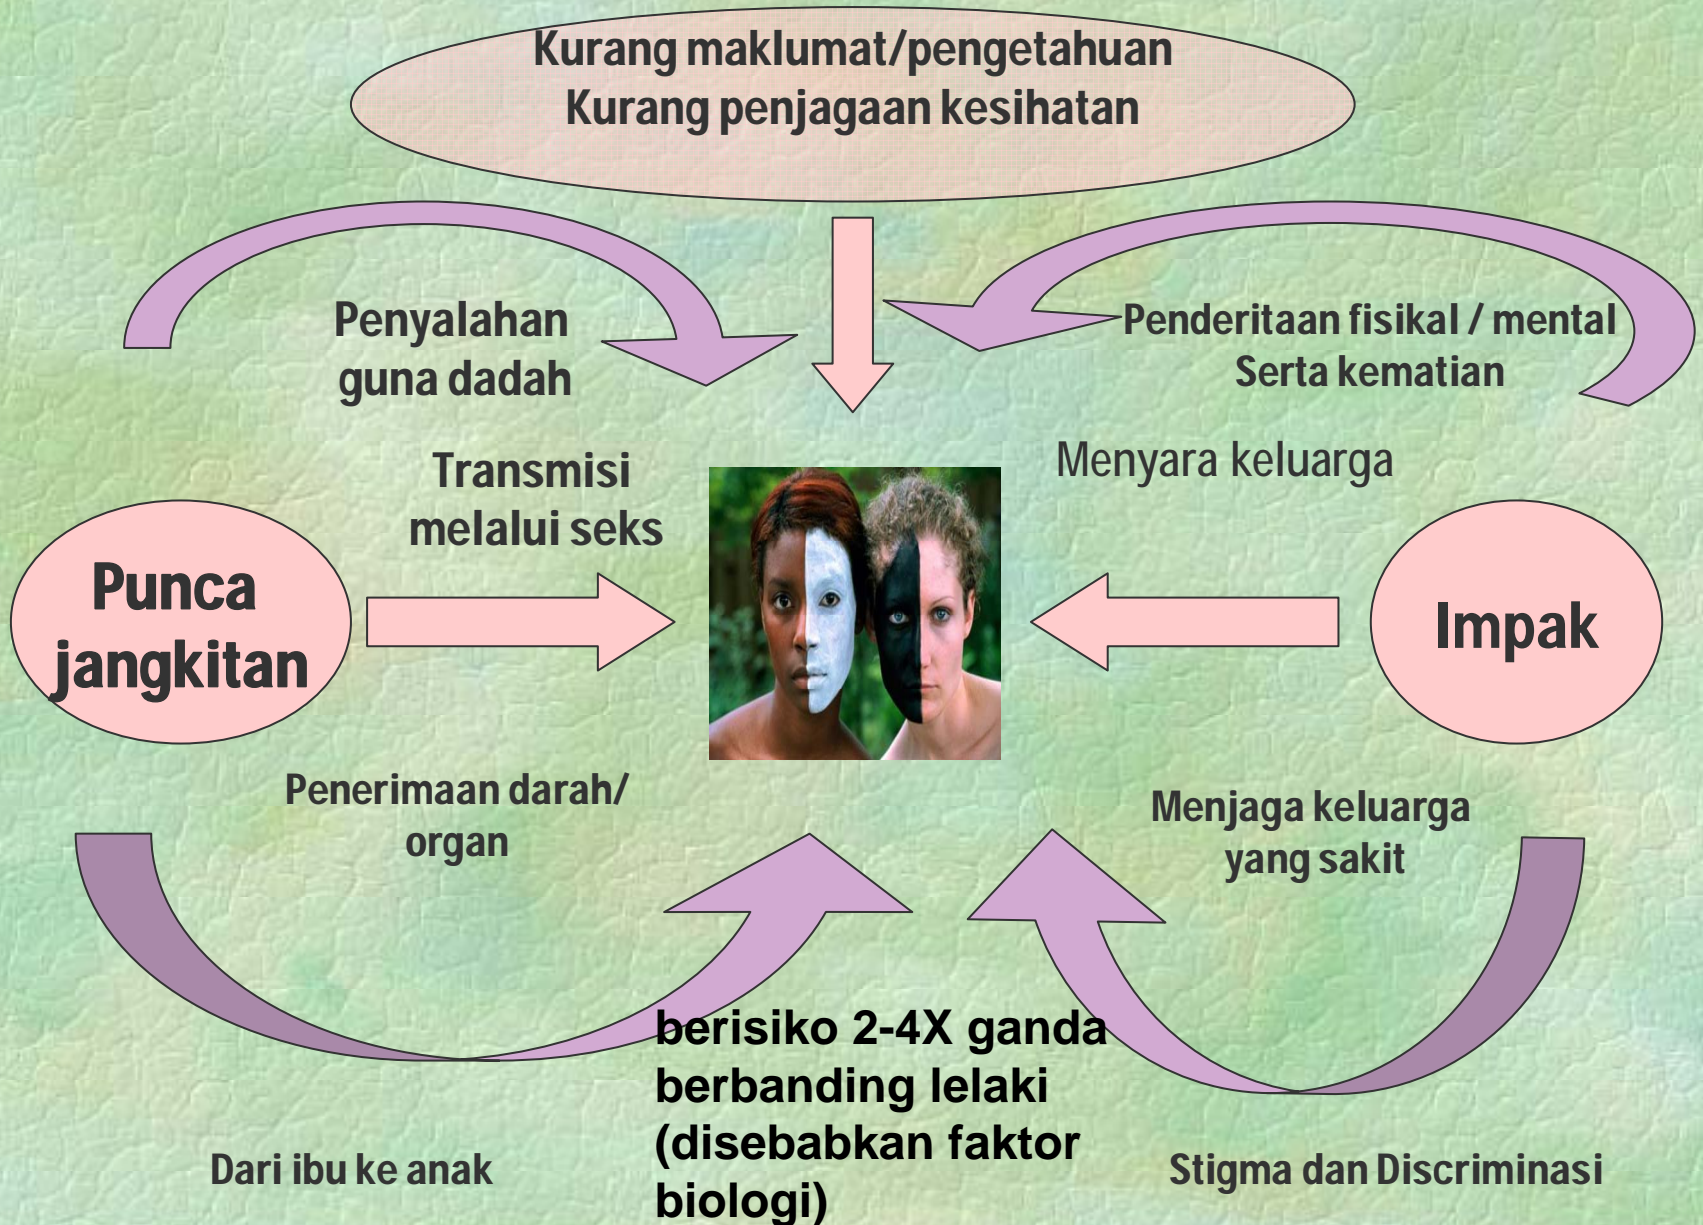 Kurang maklumat/pengetahuan
Kurang penjagaan kesihatan
Penyalahan
guna dadah
Penderitaan fisikal / mental
Serta kematian
Transmisi
melalui seks
Menyara keluarga
Punca
jangkitan
Impak
Penerimaan darah/
organ
Menjaga keluarga
yang sakit
berisiko 2-4X ganda
berbanding lelaki
(disebabkan faktor
biologi)
Dari ibu ke anak
Stigma dan Discriminasi